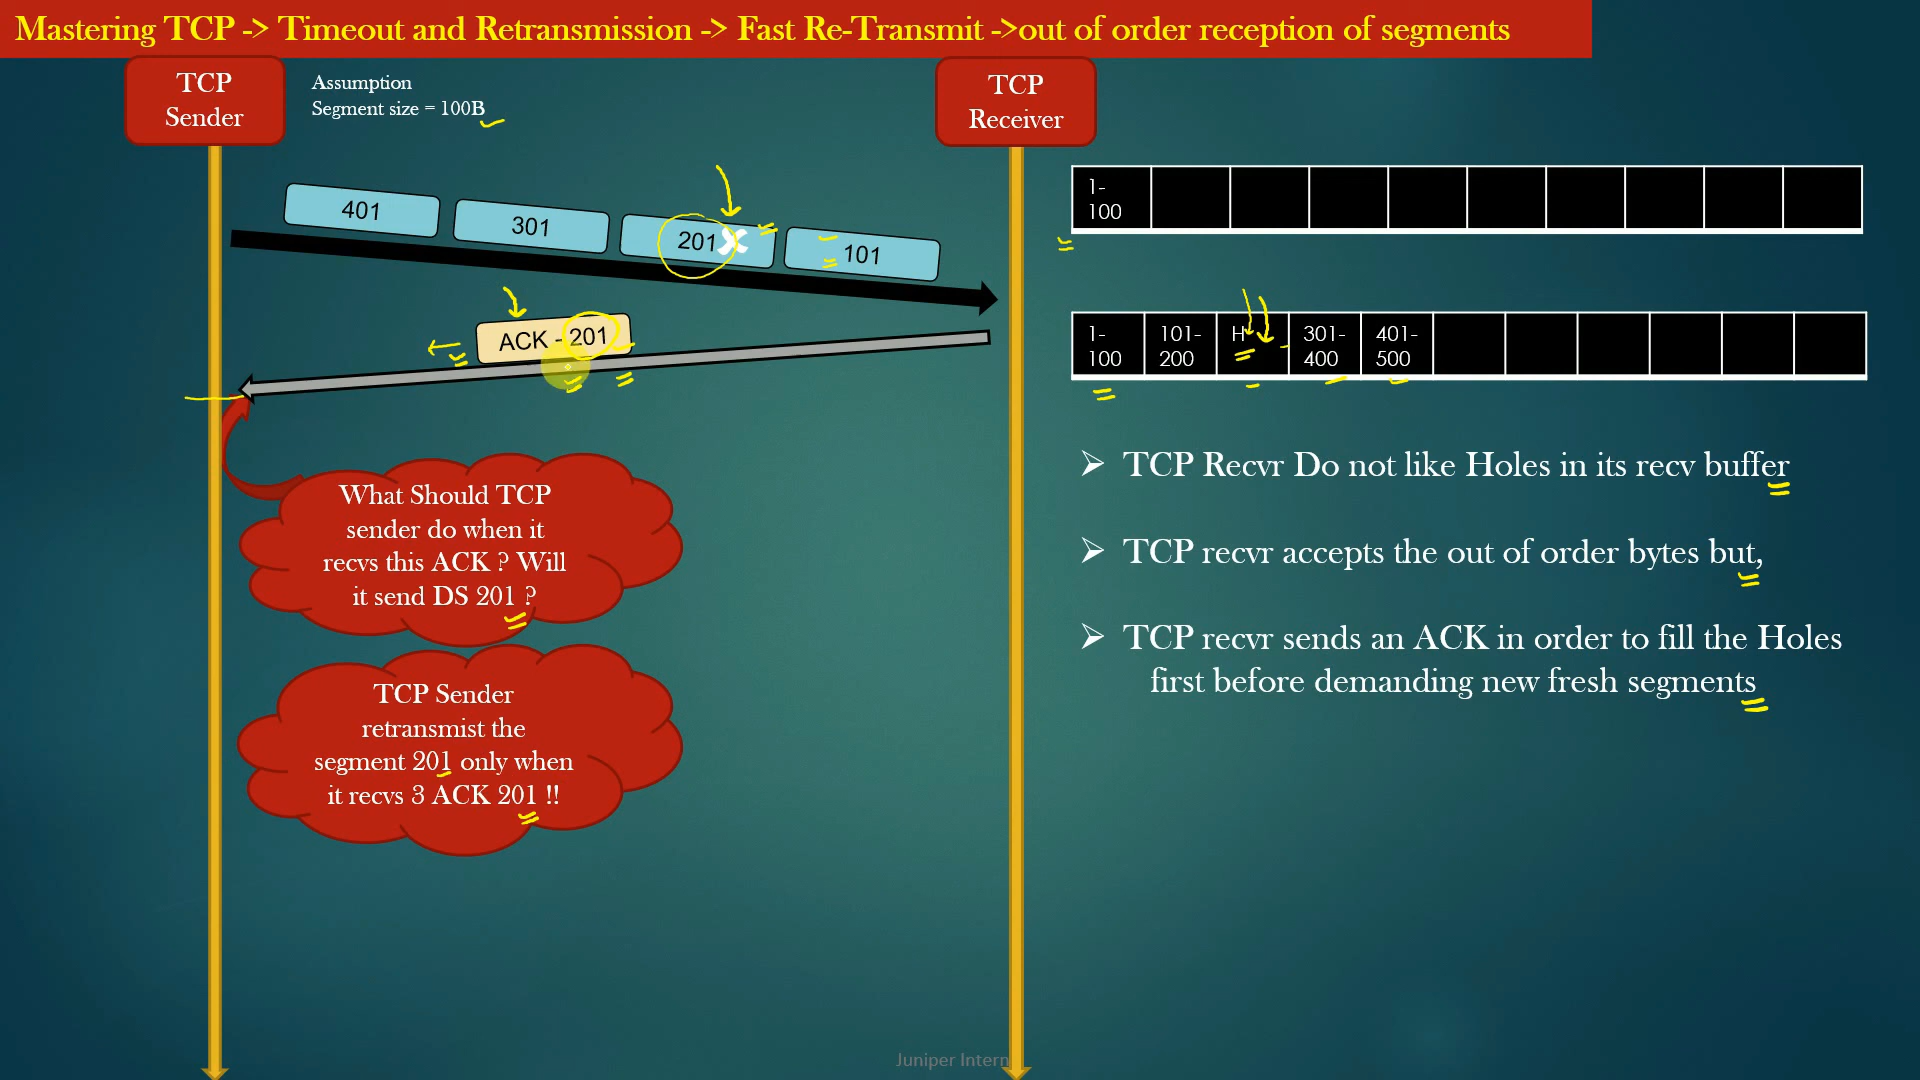 Mastering TCP -> Timeout and Retransmission -> Fast Re-Transmit ->out of order reception of segments
TCP
Sender
Assumption
Segment size = 100B
TCP
Receiver
401
301
201
101
ACK - 201
1-
100
1-
100
101-
200
H
301-
400
401-
500
What Should TCP
sender do when it
recvs this ACK ? Will
it send DS 201 ?
TCP Sender
retransmist the
segment 201 only when
it recvs 3 ACK 201 !!
TCP Recvr Do not like Holes in its recv buffer
TCP recvr accepts the out of order bytes but,
TCP recvr sends an ACK in order to fill the Holes
first before demanding new fresh segments
Juniper Intern